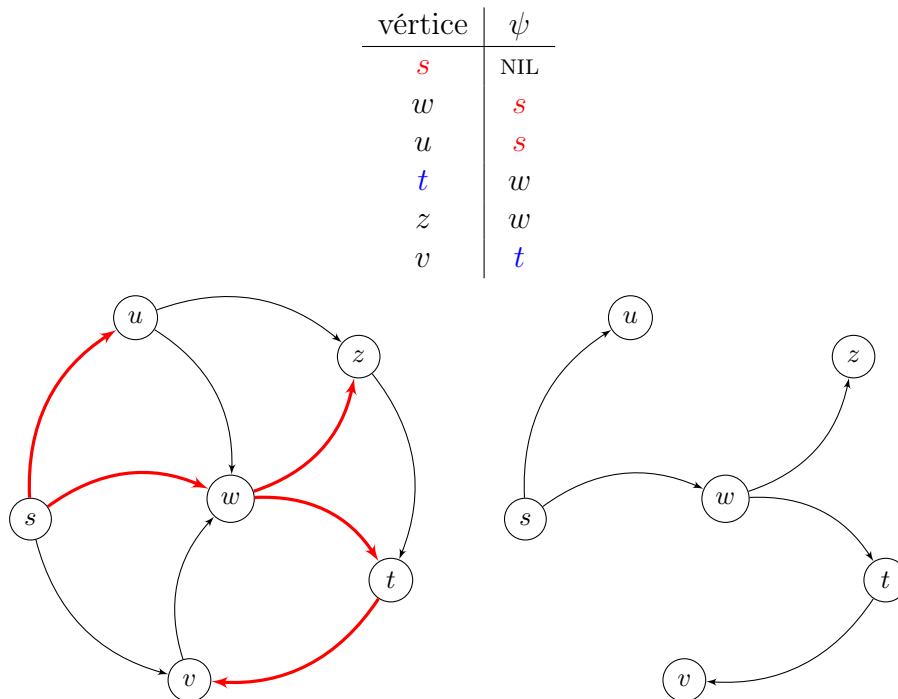 vértice ψ
s NIL
w s
u s
t w
z w
v t
u u
z z
w w
s s
t t
v v